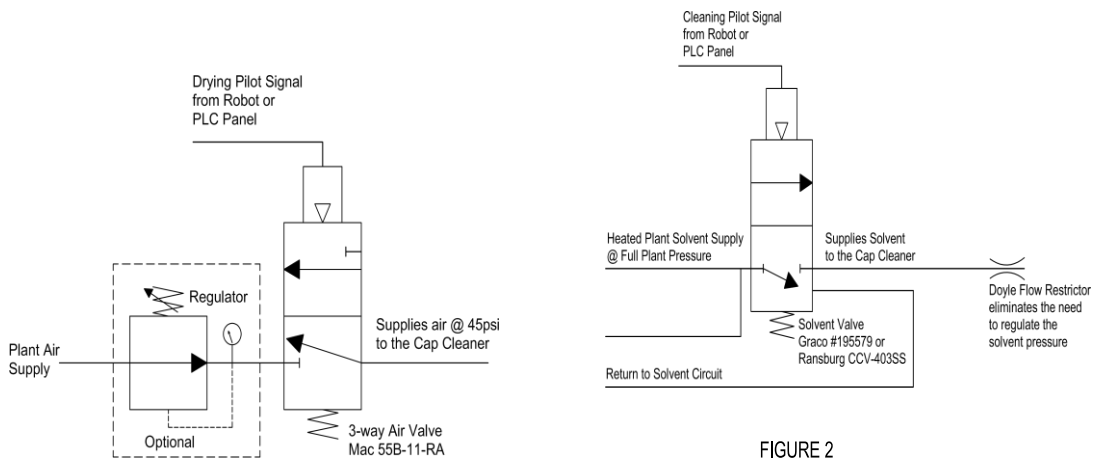 Drying Pilot Signal
from Robot or
PLC Panel
Regulator
Plant Air
Supply
Supplies air @ 45psi
to the Cap Cleaner
Optional
3-way Air Valve
Mac 55B-11-RA
Cleaning Pilot Signal
from Robot or
PLC Panel
Heated Plant Solvent Supply
@ Full Plant Pressure
Supplies Solvent
to the Cap Cleaner
Doyle Flow Restrictor
eliminates the need
to regulate the
solvent pressure
Solvent Valve
Graco #195579 or
Ransburg CCV-403SS
Return to Solvent Circuit
FIGURE 2